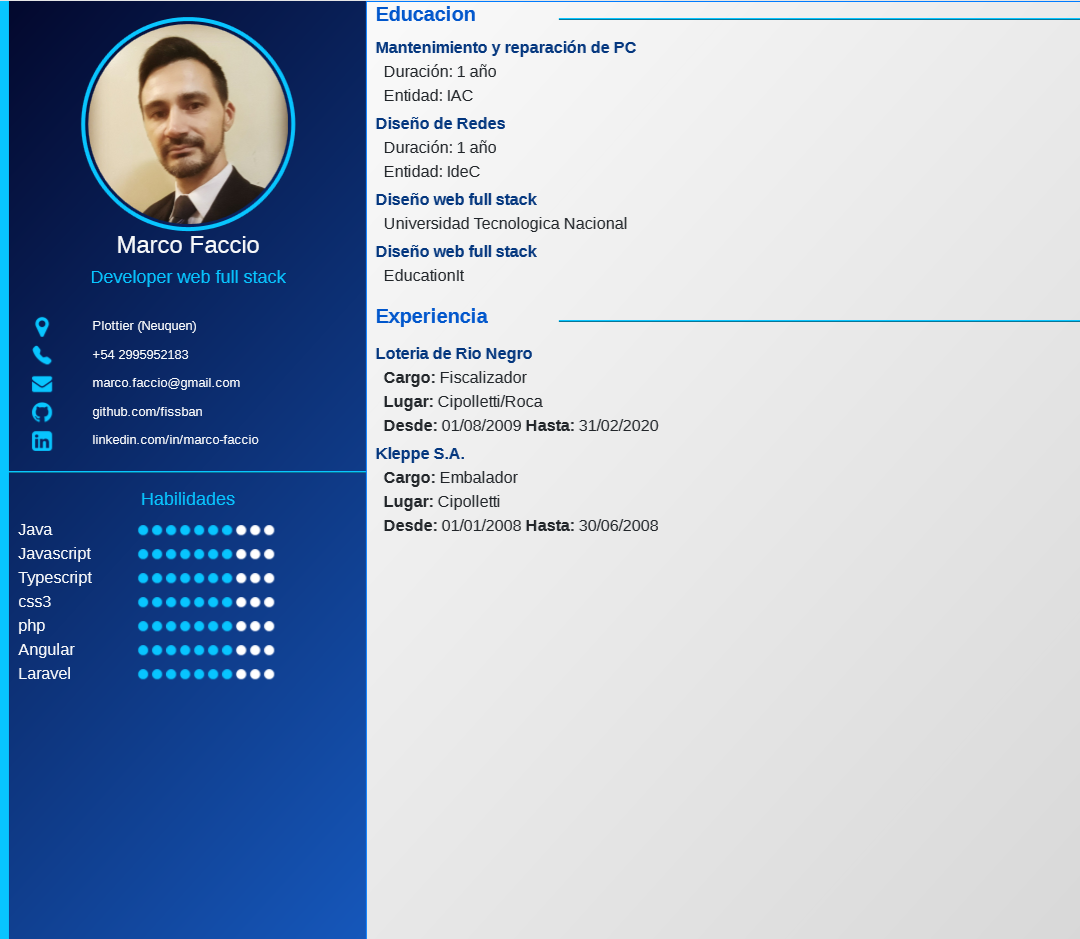 Marco Faccio
Developer web full stack
Plottier (Neuquen)
+54 2995952183
marco.faccio@gmail.com
github.com/fissban
linkedin.com/in/marco-faccio
Habilidades
Java
Javascript
Typescript
css3
php
Angular
Laravel
Educacion
Mantenimiento y reparación de PC
Duración: 1 año
Entidad: IAC
Diseño de Redes
Duración: 1 año
Entidad: IdeC
Diseño web full stack
Universidad Tecnologica Nacional
Diseño web full stack
EducationIt
Experiencia
Loteria de Rio Negro
Cargo: Fiscalizador
Lugar: Cipolletti/Roca
Desde: 01/08/2009 Hasta: 31/02/2020
Kleppe S.A.
Cargo: Embalador
Lugar: Cipolletti
Desde: 01/01/2008 Hasta: 30/06/2008